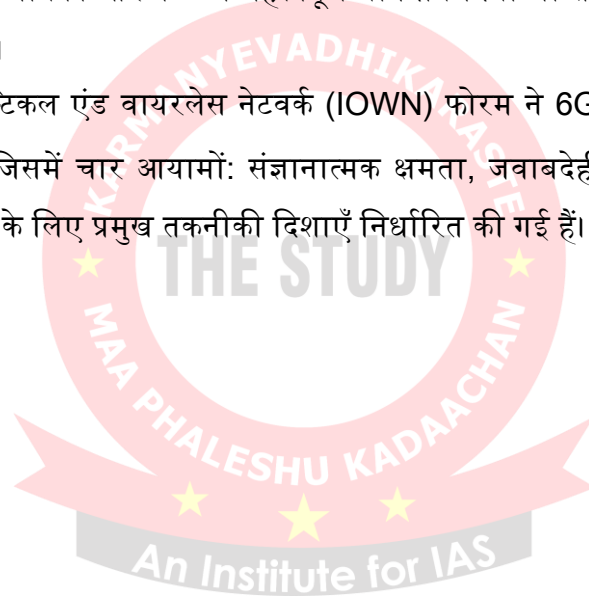 ।
टिकल एंड वायरलेस नेटवर्क (IOWN) फोरम ने 6G
जिसमें चार आयामों: संज्ञानात्मक क्षमता, जवाबदेही
के लिए प्रमुख तकनीकी दिशाएँ निर्धारित की गई हैं।
KARMANYEVADHIKARASTE
THE STUDY
MAA PHALESHU KADAACHAN
An Institute for IAS